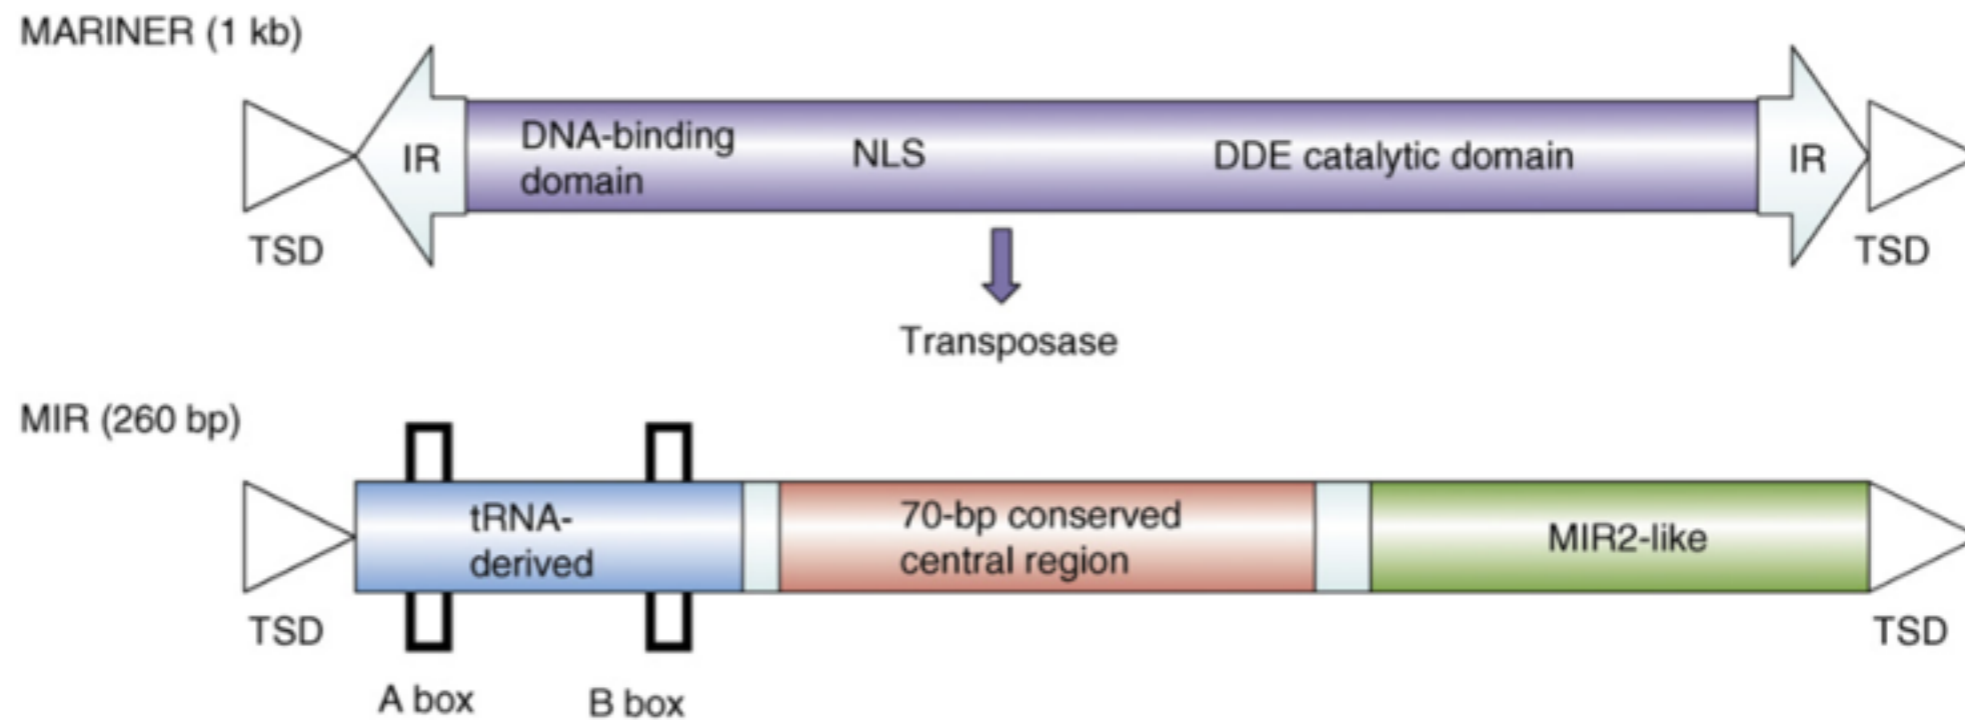 MARINER (1 kb)
IR
DNA-binding
domain
NLS
DDE catalytic domain
IR
TSD
TSD
Transposase
MIR (260 bp)
tRNA-
derived
70-bp conserved
central region
MIR2-like
TSD
TSD
A box
B box